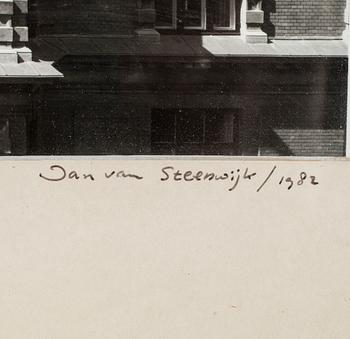 Jan van Steenwijk / 1982